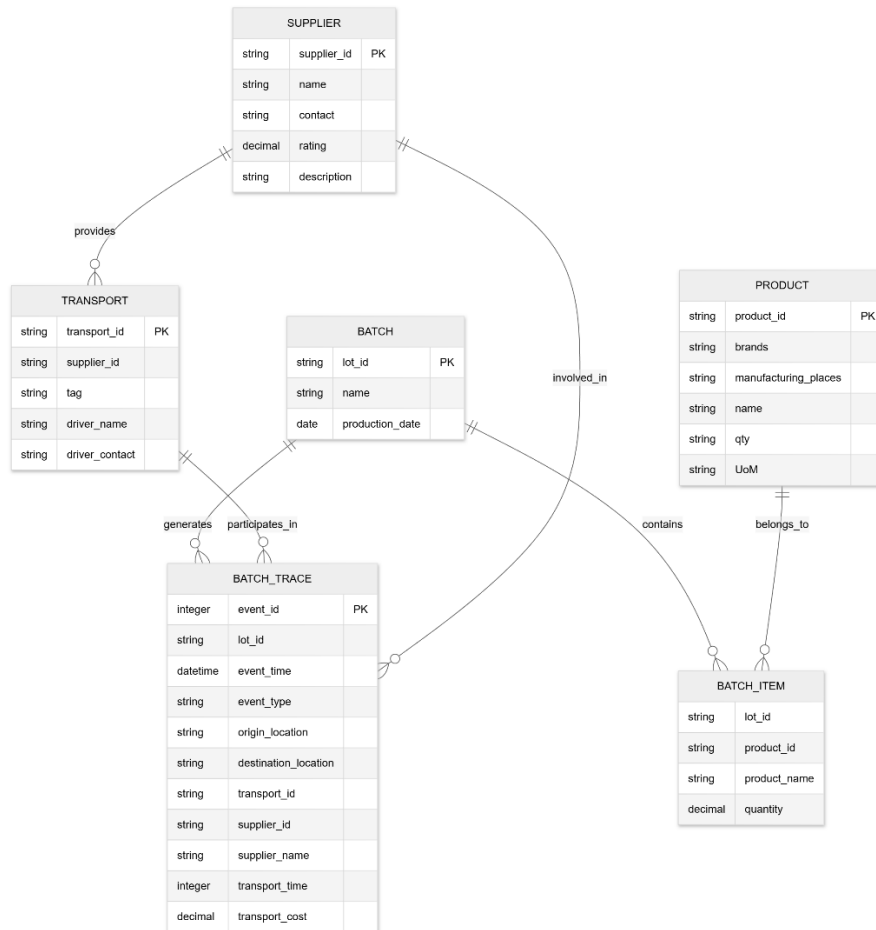 SUPPLIER
string supplier_id PK
string name
string contact
decimal rating
string description
provides
involved_in
TRANSPORT
string transport_id PK
string supplier_id
string tag
string driver_name
string driver_contact
BATCH
string lot_id PK
string name
date production_date
PRODUCT
string product_id PK
string brands
string manufacturing_places
string name
string qty
string UoM
generates
participates_in
contains
belongs_to
BATCH_TRACE
integer event_id PK
string lot_id
datetime event_time
string event_type
string origin_location
string destination_location
string transport_id
string supplier_id
string supplier_name
integer transport_time
decimal transport_cost
BATCH_ITEM
string lot_id
string product_id
string product_name
decimal quantity